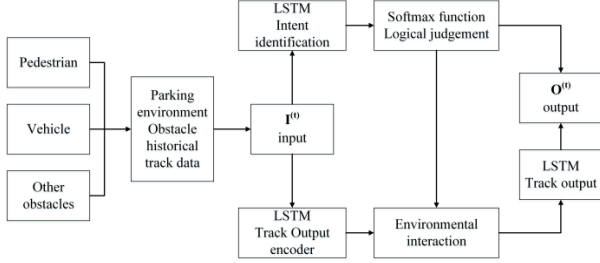 Pedestrian
Vehicle
Other
obstacles
Parking
environment
Obstacle
historical
track data
I(t)
input
LSTM
Intent
identification
LSTM
Track Output
encoder
Softmax function
Logical judgement
Environmental
interaction
O(t)
output
LSTM
Track output